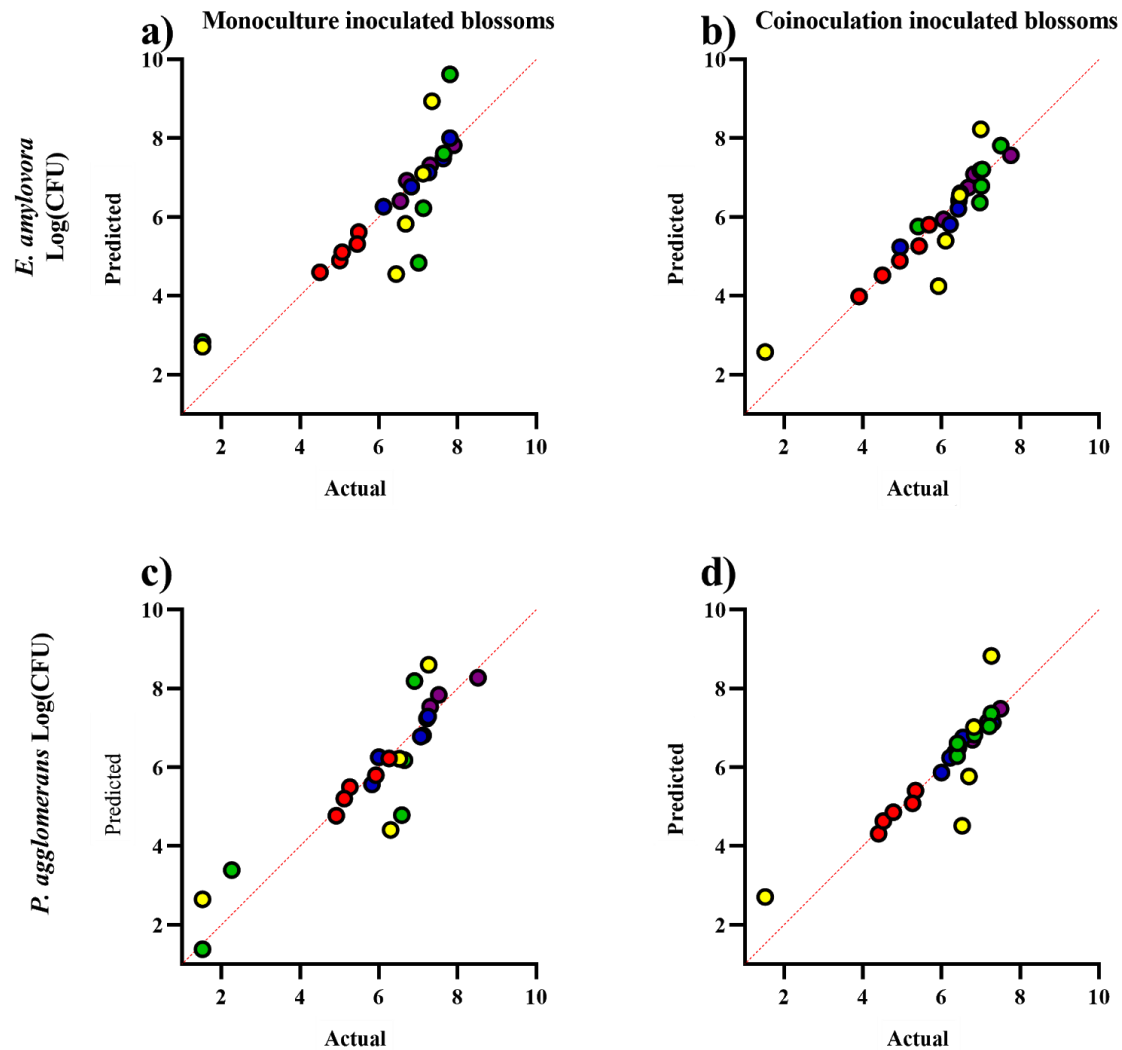 Monoculture inoculated blossoms
Coinoculation inoculated blossoms
a)
b)
E. amylovora
Log(CFU)
Predicted
10
8
6
4
2
2 4 6 8 10
Actual
Predicted
10
8
6
4
2
2 4 6 8 10
Actual
c)
d)
P. agglomerans Log(CFU)
Predicted
10
8
6
4
2
2 4 6 8 10
Actual
Predicted
10
8
6
4
2
2 4 6 8 10
Actual